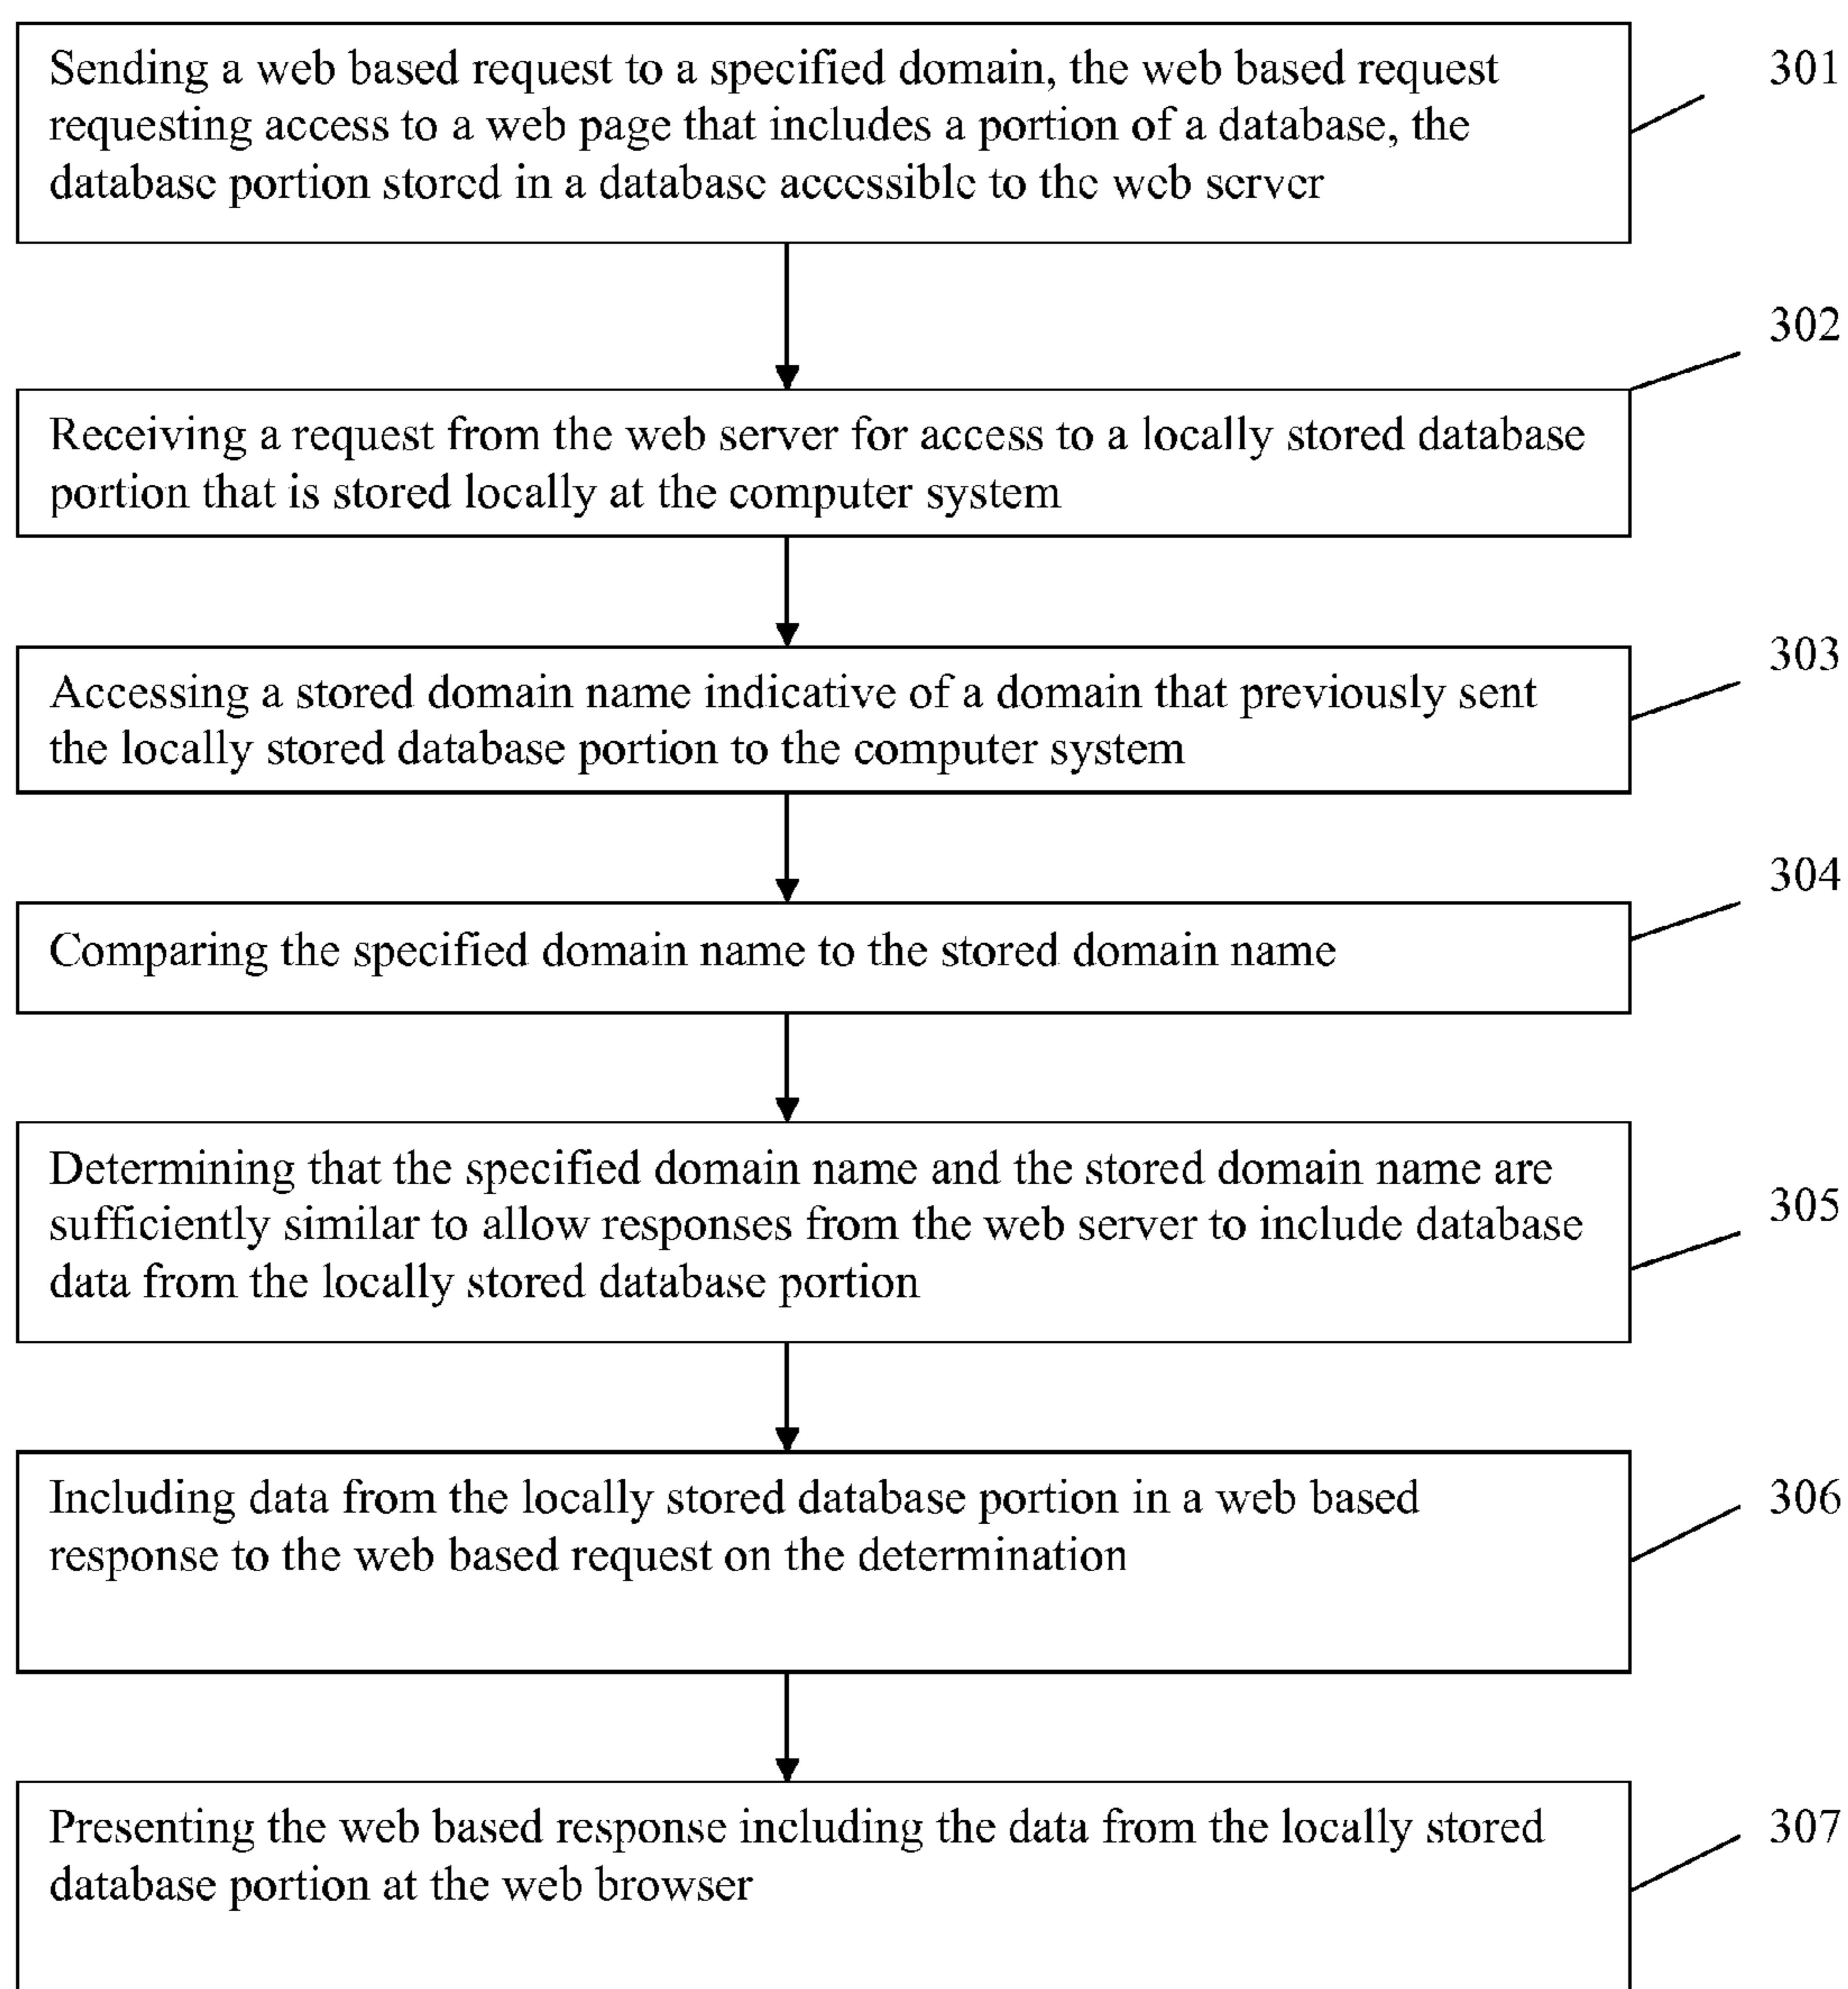 Sending a web based request to a specified domain, the web based request
requesting access to a web page that includes a portion of a database, the
database portion stored in a database accessible to the web server
301
302
Receiving a request from the web server for access to a locally stored database
portion that is stored locally at the computer system
303
Accessing a stored domain name indicative of a domain that previously sent
the locally stored database portion to the computer system
304
Comparing the specified domain name to the stored domain name
Determining that the specified domain name and the stored domain name are
sufficiently similar to allow responses from the web server to include database
data from the locally stored database portion
305
Including data from the locally stored database portion in a web based
response to the web based request on the determination
306
Presenting the web based response including the data from the locally stored
database portion at the web browser
307